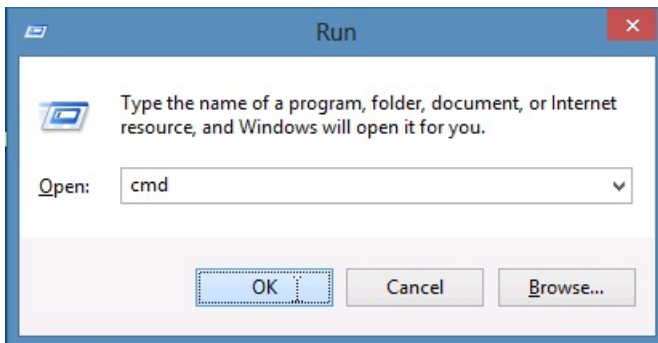 Run
Type the name of a program, folder, document, or Internet
resource, and Windows will open it for you.
Open: cmd
OK Cancel Browse...